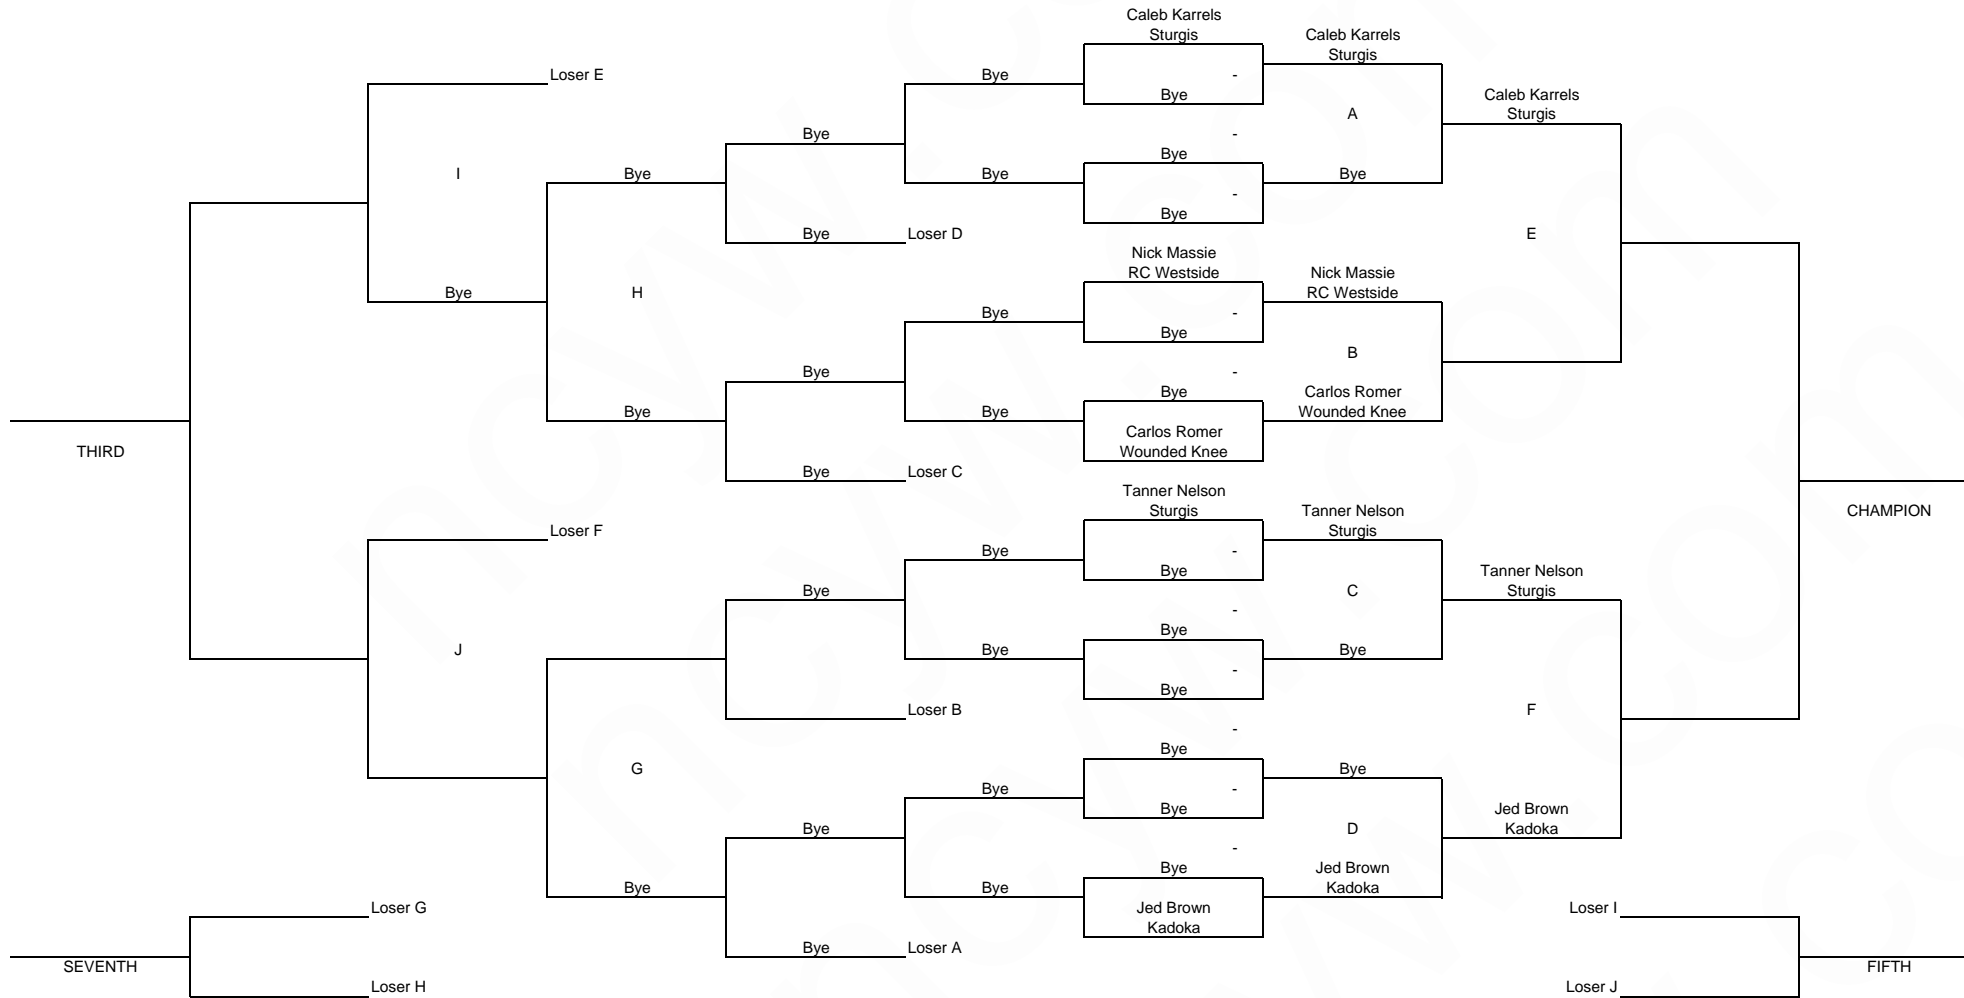 Caleb Karrels
Sturgis
Caleb Karrels
Sturgis
Loser E
Bye
-
Bye
Caleb Karrels
Sturgis
A
Bye
-
Bye
I
Bye
Bye
Bye
-
Bye
Bye
Loser D
E
Nick Massie
RC Westside
Nick Massie
RC Westside
Bye
H
Bye
-
Bye
B
Bye
-
Bye
Carlos Romer
Wounded Knee
Bye
Bye
Carlos Romer
Wounded Knee
THIRD
Bye
Loser C
Tanner Nelson
Sturgis
Tanner Nelson
Sturgis
CHAMPION
Loser F
Bye
-
Bye
Tanner Nelson
Sturgis
Bye
C
-
Bye
J
Bye
Bye
-
Bye
Loser B
F
-
Bye
G
Bye
Bye
-
Bye
Jed Brown
Kadoka
Bye
D
-
Bye
Jed Brown
Kadoka
Bye
Bye
Loser G
Jed Brown
Kadoka
Loser I
Bye
Loser A
SEVENTH
FIFTH
Loser H
Loser J